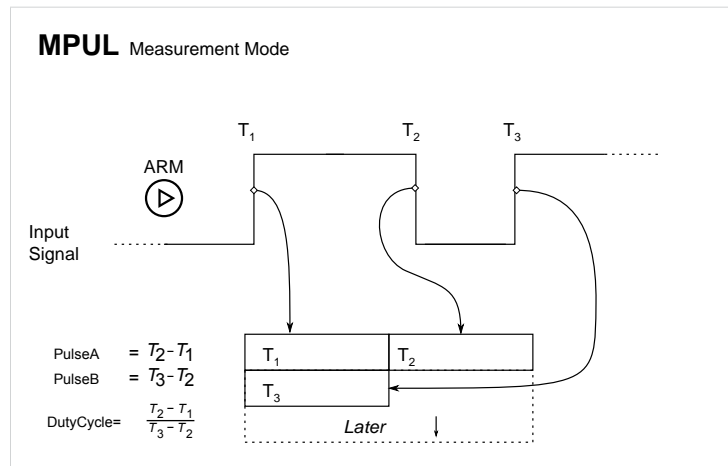 MPUL Measurement Mode
T₁ T₂ T₃
ARM
Input
Signal
PulseA = T₂-T₁
T₁ T₂
PulseB = T₃-T₂
T₃
DutyCycle= (T₂ - T₁)/(T₃ - T₂)
Later